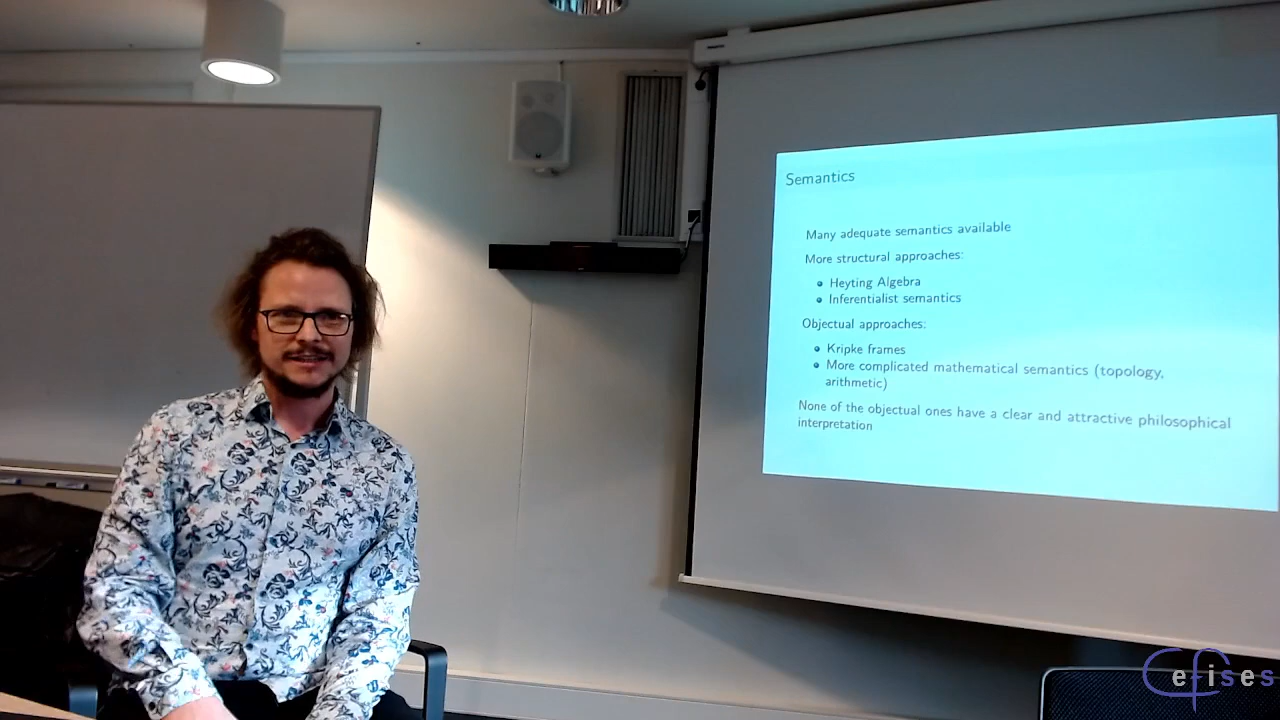 Semantics
Many adequate semantics available
More structural approaches:
Heyting Algebra
Inferentialist semantics
Objectual approaches:
Kripke frames
More complicated mathematical semantics (topology,
arithmetic)
None of the objectual ones have a clear and attractive philosophical
interpretation
Cefises